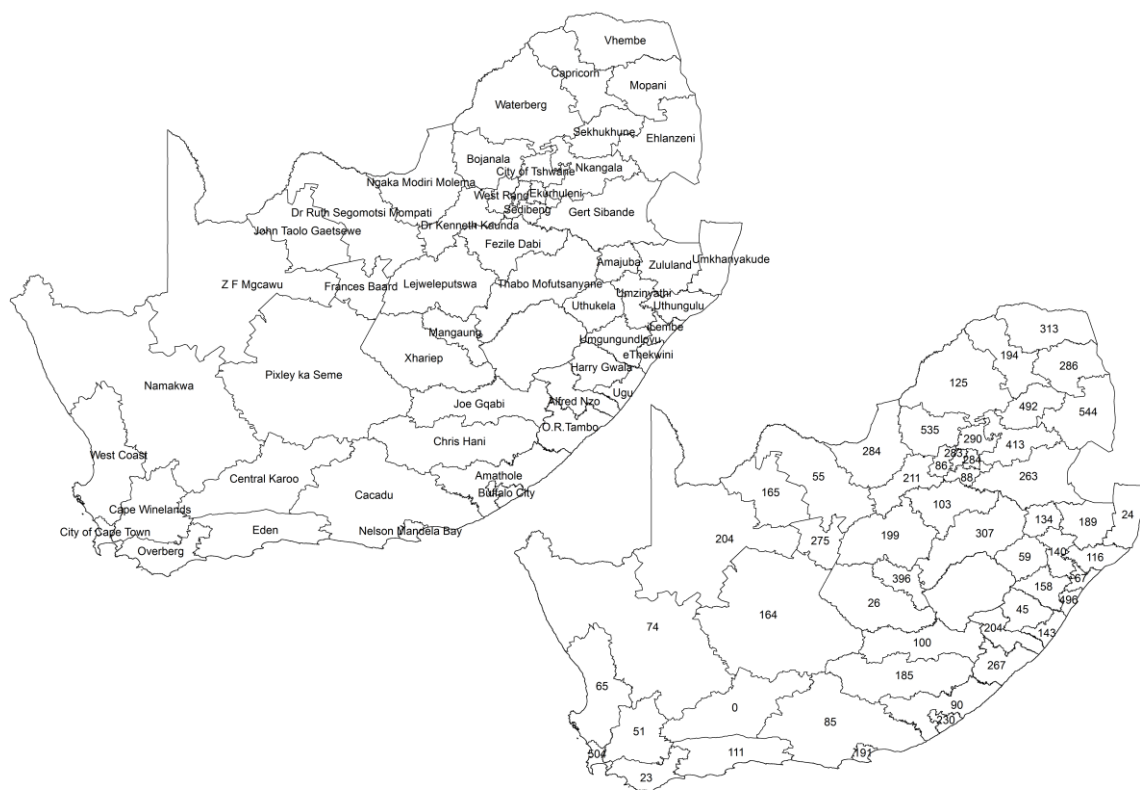 Vhembe
Capricorn
Mopani
Waterberg
Sekhukhune
Ehlanzeni
Bojanala
Nkangala
City of Tshwane
Ngaka Modiri Molema
West Rand
Ekurhuleni
Sedibeng
Gert Sibande
Dr Ruth Segomotsi Mompati
Dr Kenneth Kaunda
John Taolo Gaetsewe
Fezile Dabi
Amajuba
Zululand
Umkhanyakude
Z F Mgcawu
Frances Baard
Lejweleputswa
Thabo Mofutsanyane
Umzinyathi
Uthukela
Uthungulu
Mangaung
iLembe
Umgungundlovu
eThekwini
Xhariep
Harry Gwala
Namakwa
Pixley ka Seme
Ugu
Joe Gqabi
Alfred Nzo
O.R.Tambo
Chris Hani
West Coast
Amathole
Central Karoo
Buffalo City
Cacadu
Cape Winelands
City of Cape Town
Eden
Nelson Mandela Bay
Overberg
313
194
286
125
492
544
535
290
413
284
283
284
86
55
165
211
88
263
103
24
134
189
204
275
199
307
140
59
116
396
158
167
26
496
45
74
164
204
143
100
267
185
65
90
0
230
85
51
504
111
191
23